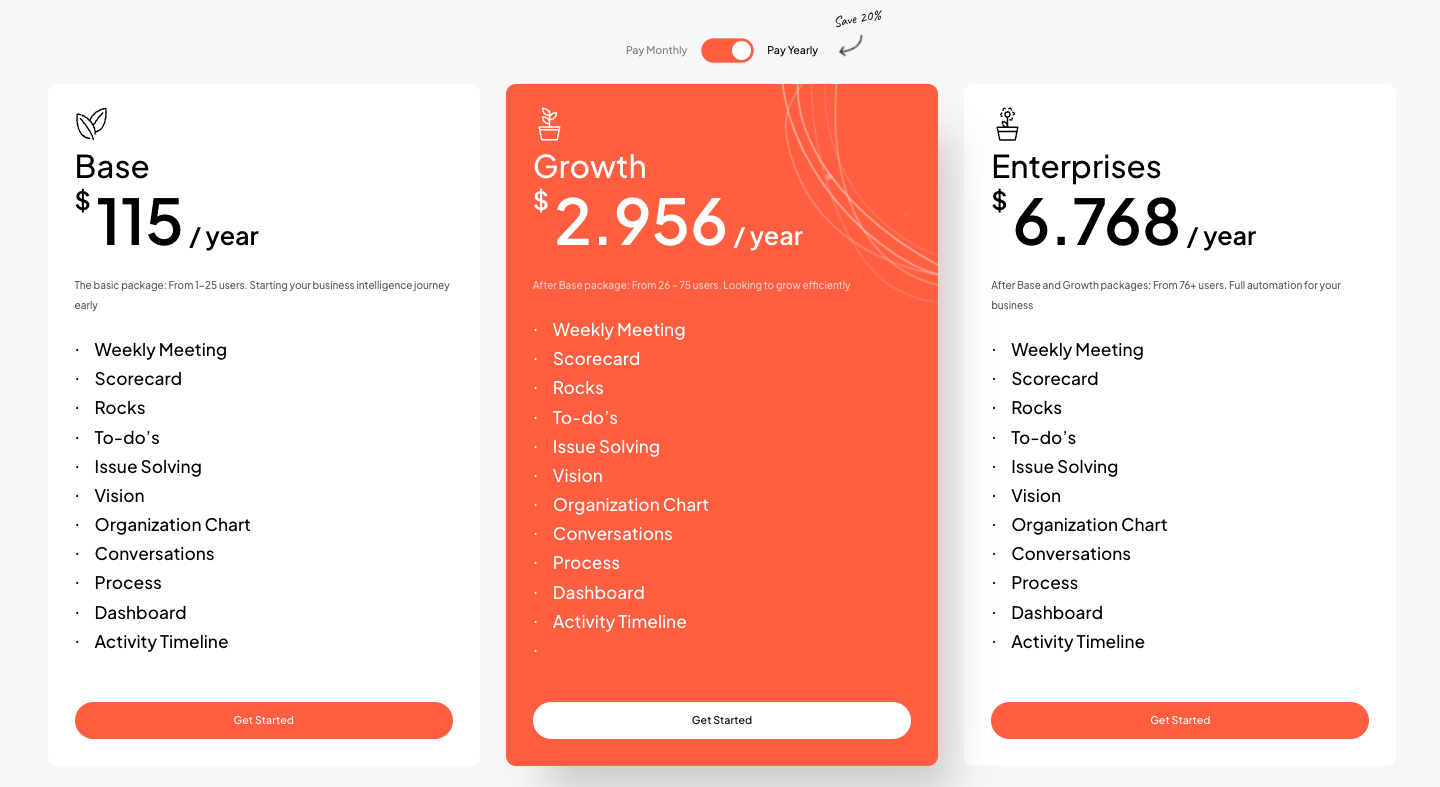 Save 20%
Pay Monthly
Pay Yearly
Base
$ 115 / year
The basic package: From 1–25 users. Starting your business intelligence journey
early
· Weekly Meeting
· Scorecard
· Rocks
· To-do’s
· Issue Solving
· Vision
· Organization Chart
· Conversations
· Process
· Dashboard
· Activity Timeline
Get Started
Growth
$ 2.956 / year
After Base package: From 26 – 75 users. Looking to grow efficiently
· Weekly Meeting
· Scorecard
· Rocks
· To-do’s
· Issue Solving
· Vision
· Organization Chart
· Conversations
· Process
· Dashboard
· Activity Timeline
·
Get Started
Enterprises
$ 6.768 / year
After Base and Growth packages: From 76+ users. Full automation for your
business
· Weekly Meeting
· Scorecard
· Rocks
· To-do’s
· Issue Solving
· Vision
· Organization Chart
· Conversations
· Process
· Dashboard
· Activity Timeline
Get Started